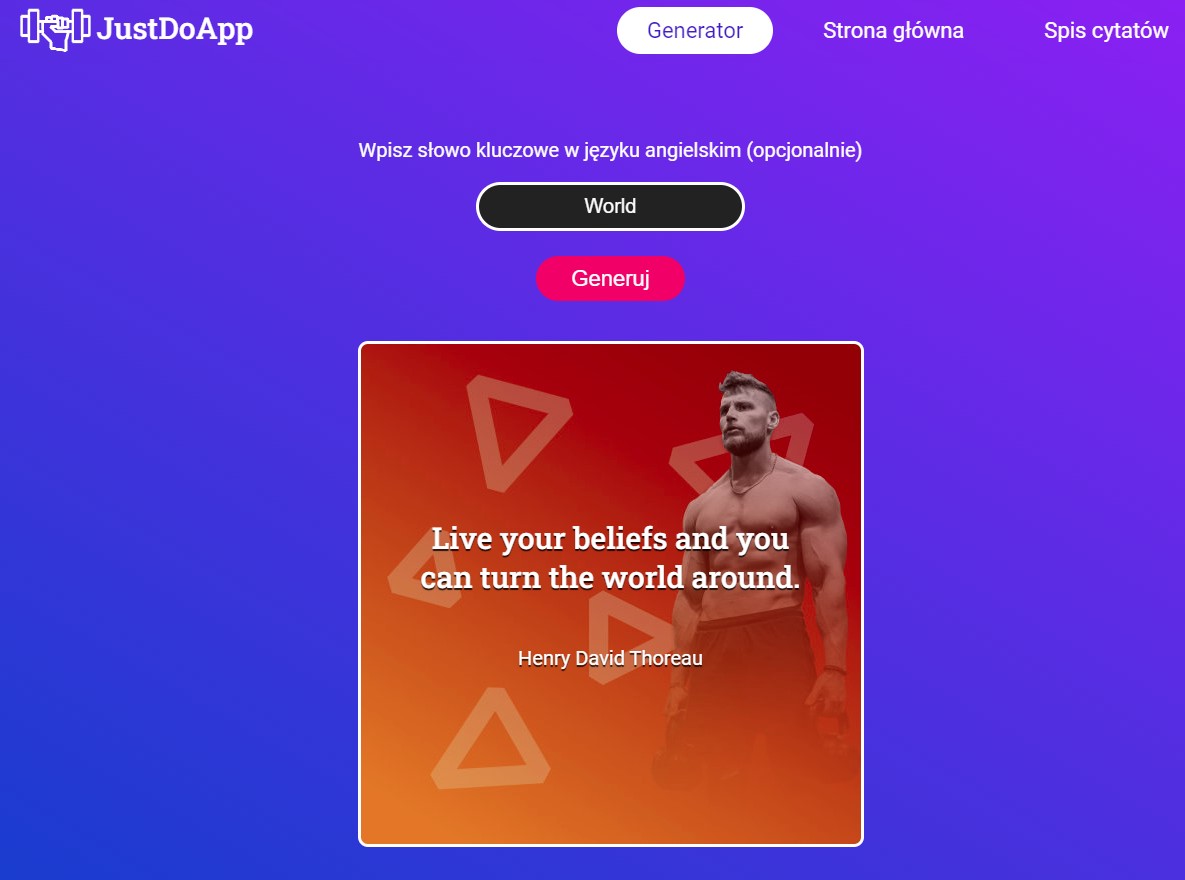 JustDoApp
Generator
Strona główna
Spis cytatów
Wpisz słowo kluczowe w języku angielskim (opcjonalnie)
World
Generuj
Live your beliefs and you
can turn the world around.
Henry David Thoreau